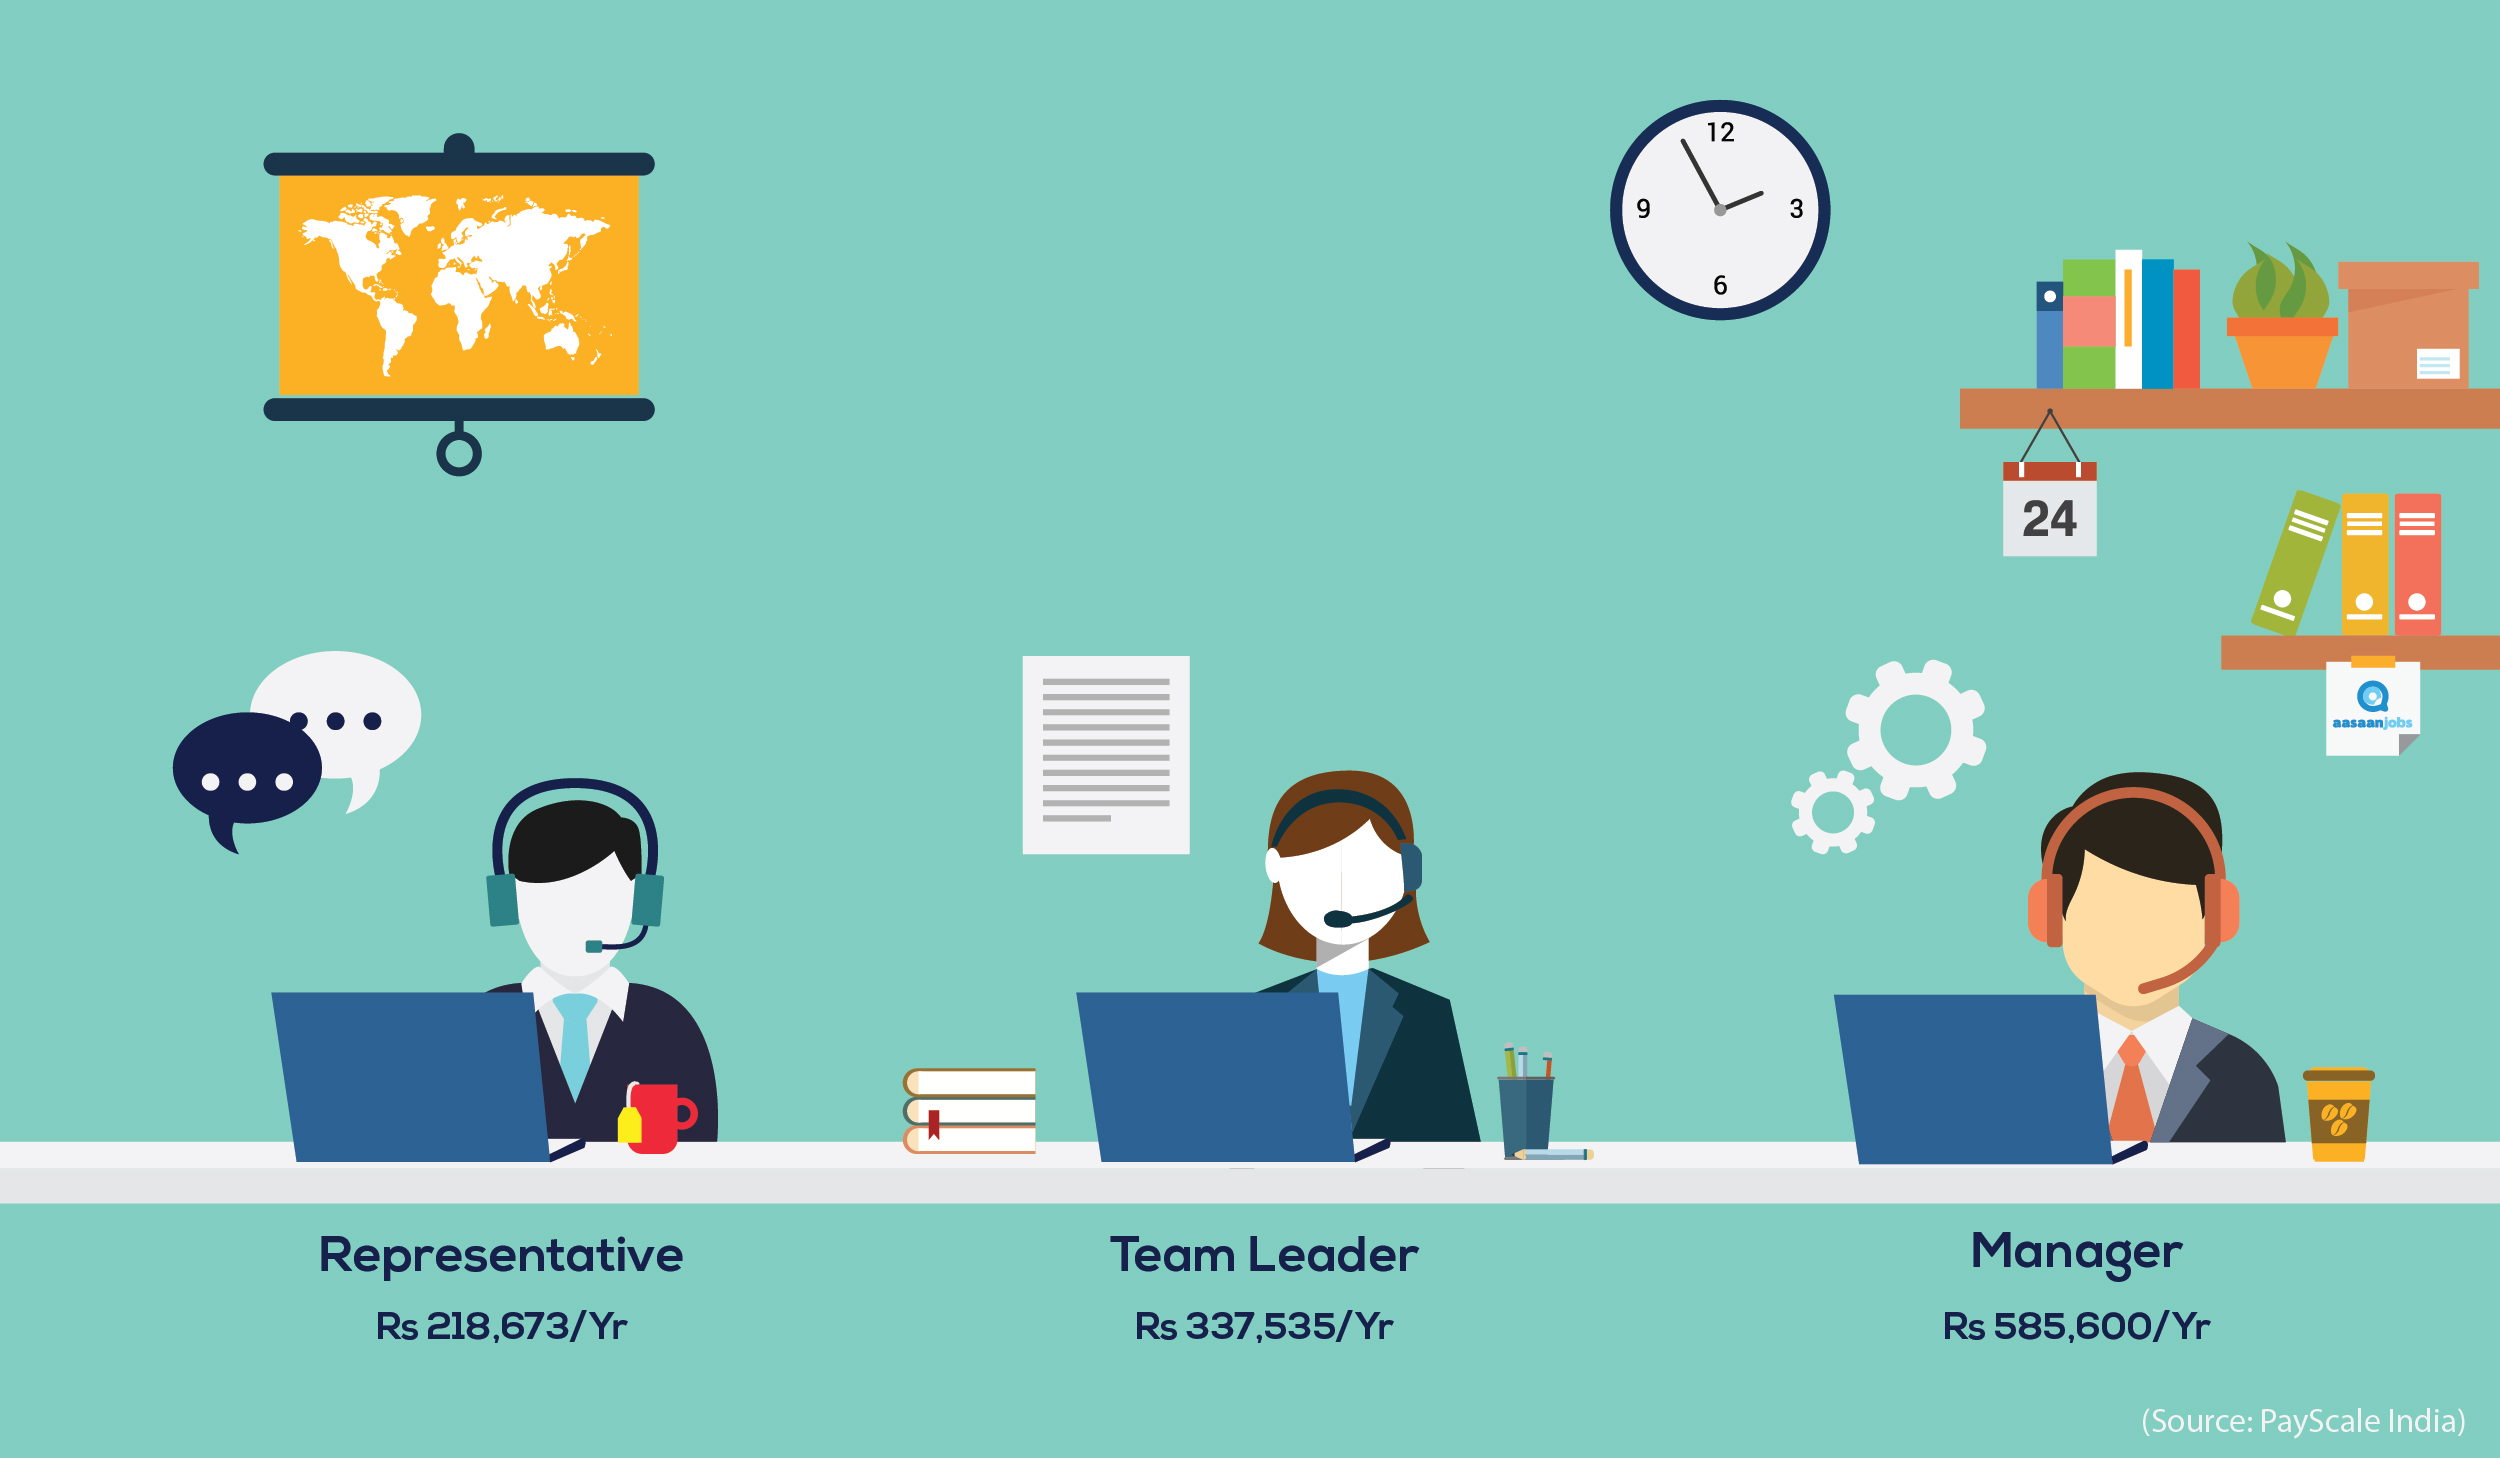 12
9
3
6
24
aasaanjobs
Representative
Rs 218,673/Yr
Team Leader
Rs 337,535/Yr
Manager
Rs 585,600/Yr
(Source: PayScale India)